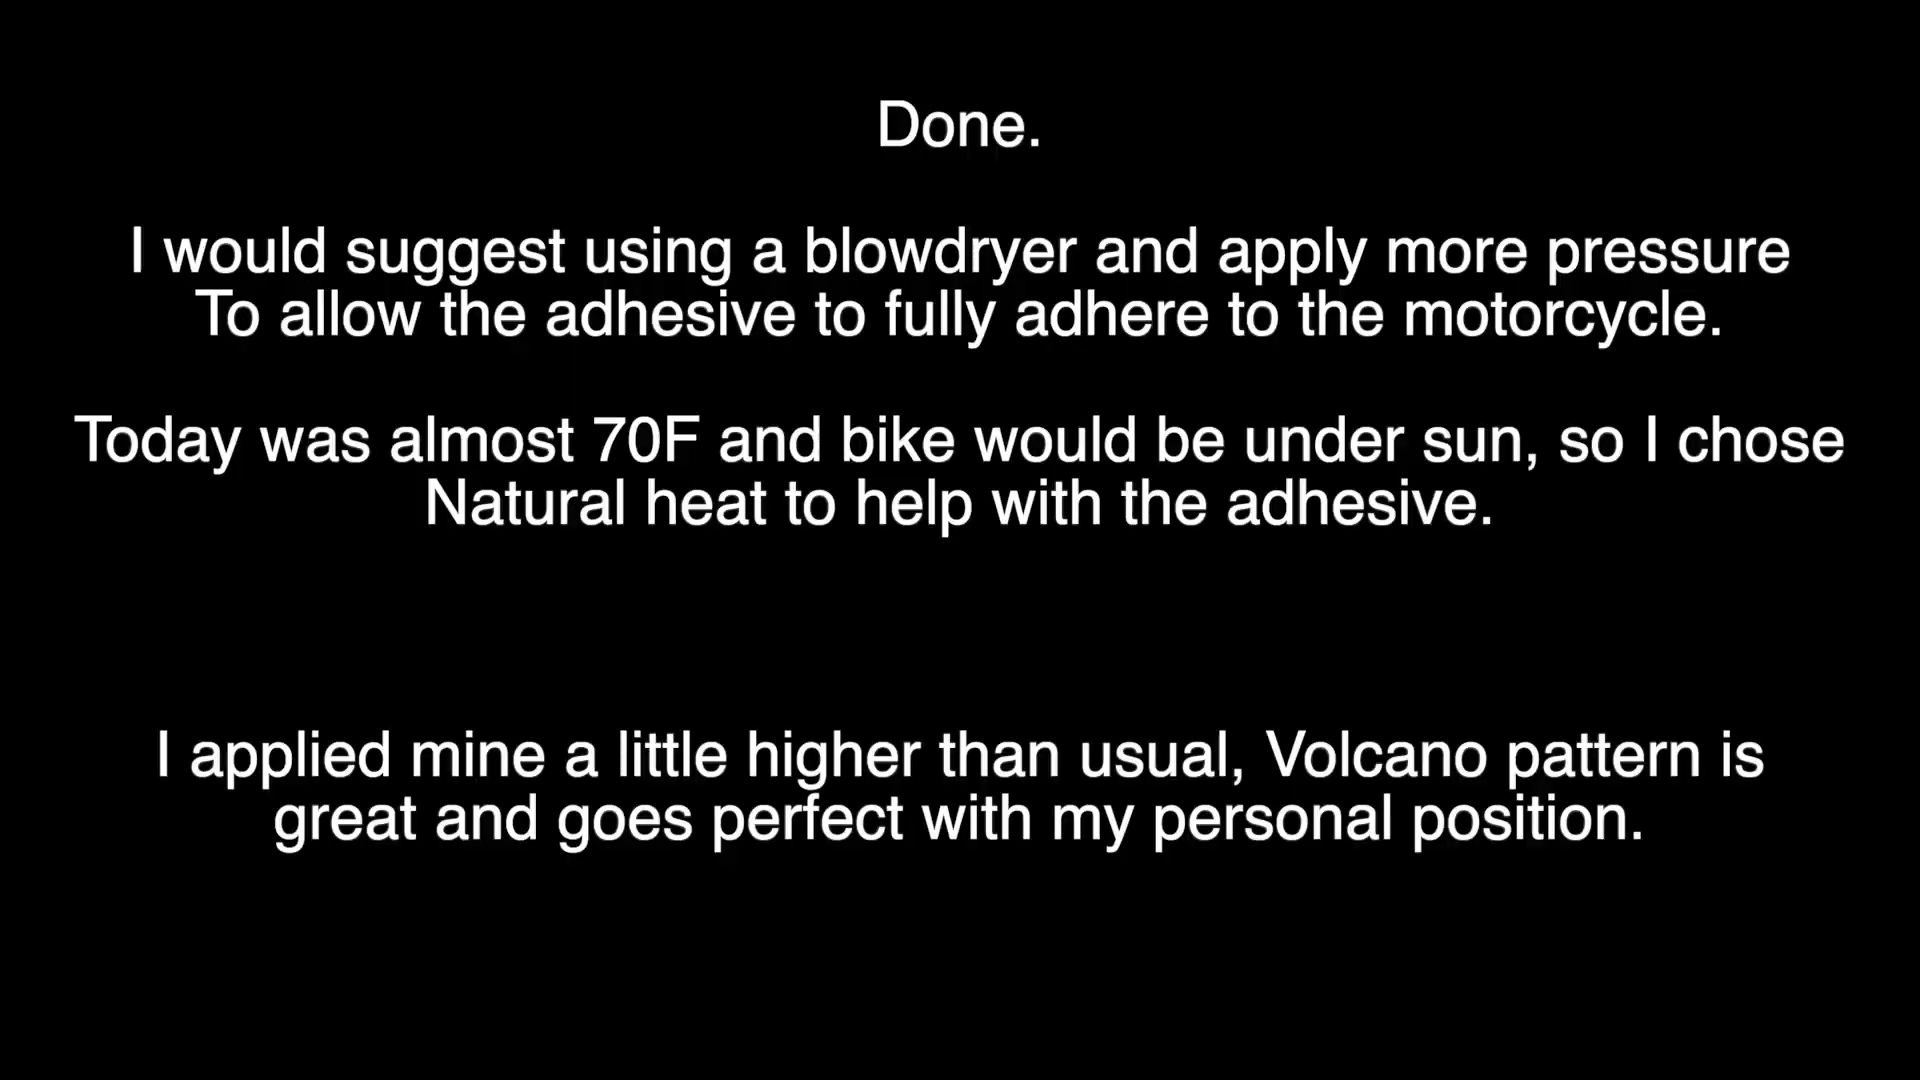 Done.
I would suggest using a blowdryer and apply more pressure
To allow the adhesive to fully adhere to the motorcycle.
Today was almost 70F and bike would be under sun, so I chose
Natural heat to help with the adhesive.
I applied mine a little higher than usual, Volcano pattern is
great and goes perfect with my personal position.